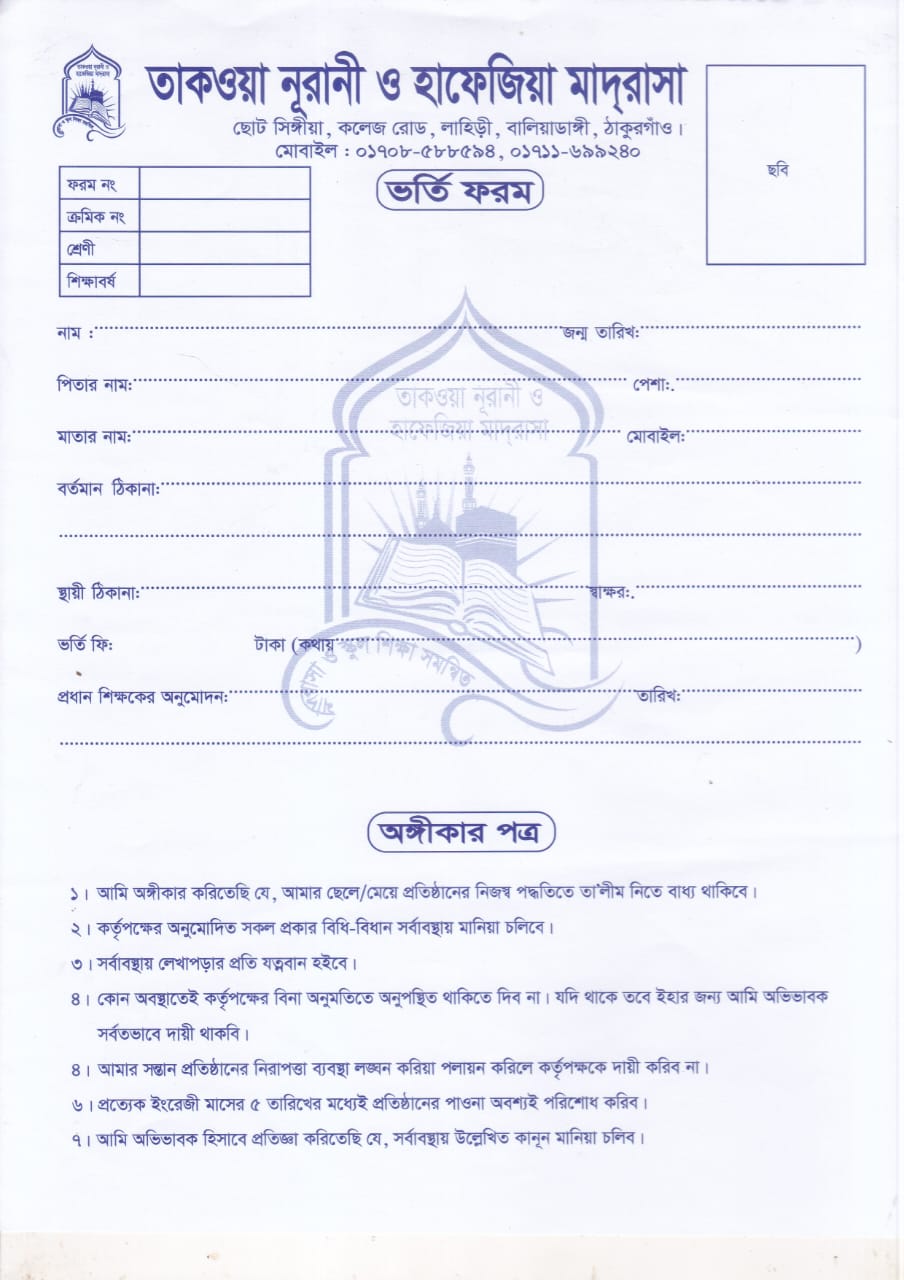 তাকওয়া নূরানী ও হাফেজিয়া মাদ্‌রাসা
ছোট সিঙ্গীয়া, কলেজ রোড, লাহিড়ী, বালিয়াডাঙ্গী, ঠাকুরগাঁও।
মোবাইল : ০১৭০৮-৫৮৮৫৯৪, ০১৭১১-৬৯৯২৪০
ছবি
ভর্তি ফরম
ফরম নং
ক্রমিক নং
শ্রেণী
শিক্ষাবর্ষ
নাম : জন্ম তারিখ:
পিতার নাম: পেশা:
তাকওয়া নূরানী ও
হাফেজিয়া মাদ্‌রাসা
মাতার নাম: মোবাইল:
বর্তমান ঠিকানা:
স্থায়ী ঠিকানা: স্বাক্ষর:
ভর্তি ফি: টাকা (কথায় )
মাদ্রাসা ও স্কুল শিক্ষা সমন্বিত
প্রধান শিক্ষকের অনুমোদন: তারিখ:
অঙ্গীকার পত্র
১। আমি অঙ্গীকার করিতেছি যে, আমার ছেলে/মেয়ে প্রতিষ্ঠানের নিজস্ব পদ্ধতিতে তা'লীম নিতে বাধ্য থাকিবে।
২। কর্তৃপক্ষের অনুমোদিত সকল প্রকার বিধি-বিধান সর্বাবস্থায় মানিয়া চলিবে।
৩। সর্বাবস্থায় লেখাপড়ার প্রতি যত্নবান হইবে।
৪। কোন অবস্থাতেই কর্তৃপক্ষের বিনা অনুমতিতে অনুপস্থিত থাকিতে দিব না। যদি থাকে তবে ইহার জন্য আমি অভিভাবক
সর্বতভাবে দায়ী থাকবি।
৪। আমার সন্তান প্রতিষ্ঠানের নিরাপত্তা ব্যবস্থা লঙ্ঘন করিয়া পলায়ন করিলে কর্তৃপক্ষকে দায়ী করিব না।
৬। প্রত্যেক ইংরেজী মাসের ৫ তারিখের মধ্যেই প্রতিষ্ঠানের পাওনা অবশ্যই পরিশোধ করিব।
৭। আমি অভিভাবক হিসাবে প্রতিজ্ঞা করিতেছি যে, সর্বাবস্থায় উল্লেখিত কানূন মানিয়া চলিব।